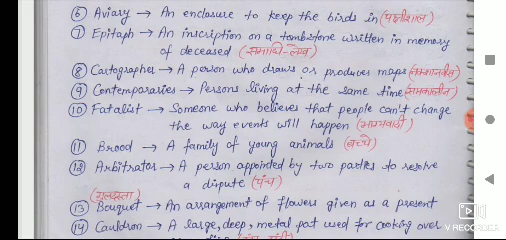 ⑥ Aviary → An enclosure to keep the birds in (पक्षीशाल)
⑦ Epitaph → An inscription on a tombstone written in memory
of deceased (समाधि-लेख)
⑧ Cartographer → A person who draws or produces maps (मानचित्र
⑨ Contemporaries → Persons living at the same time (समकालीन)
⑩ Fatalist → Someone who believes that people can't change
the way events will happen (भाग्यवादी)
⑪ Brood → A family of young animals (बच्चे)
⑫ Arbitrator → A person appointed by two parties to resolve
a dispute (पंच)
(गुलदस्ता)
⑬ Bouquet → An arrangement of flowers given as a present
⑭ Cauldron → A large, deep, metal pot used for cooking over